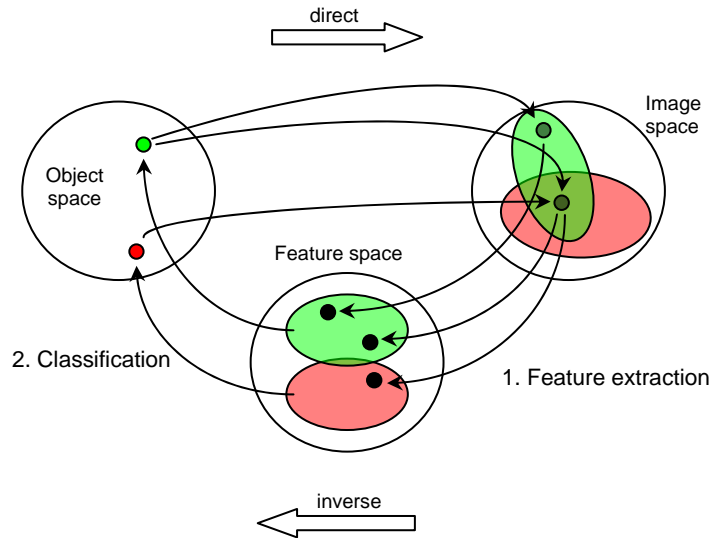 direct
Image
space
Object
space
Feature space
2. Classification
1. Feature extraction
inverse